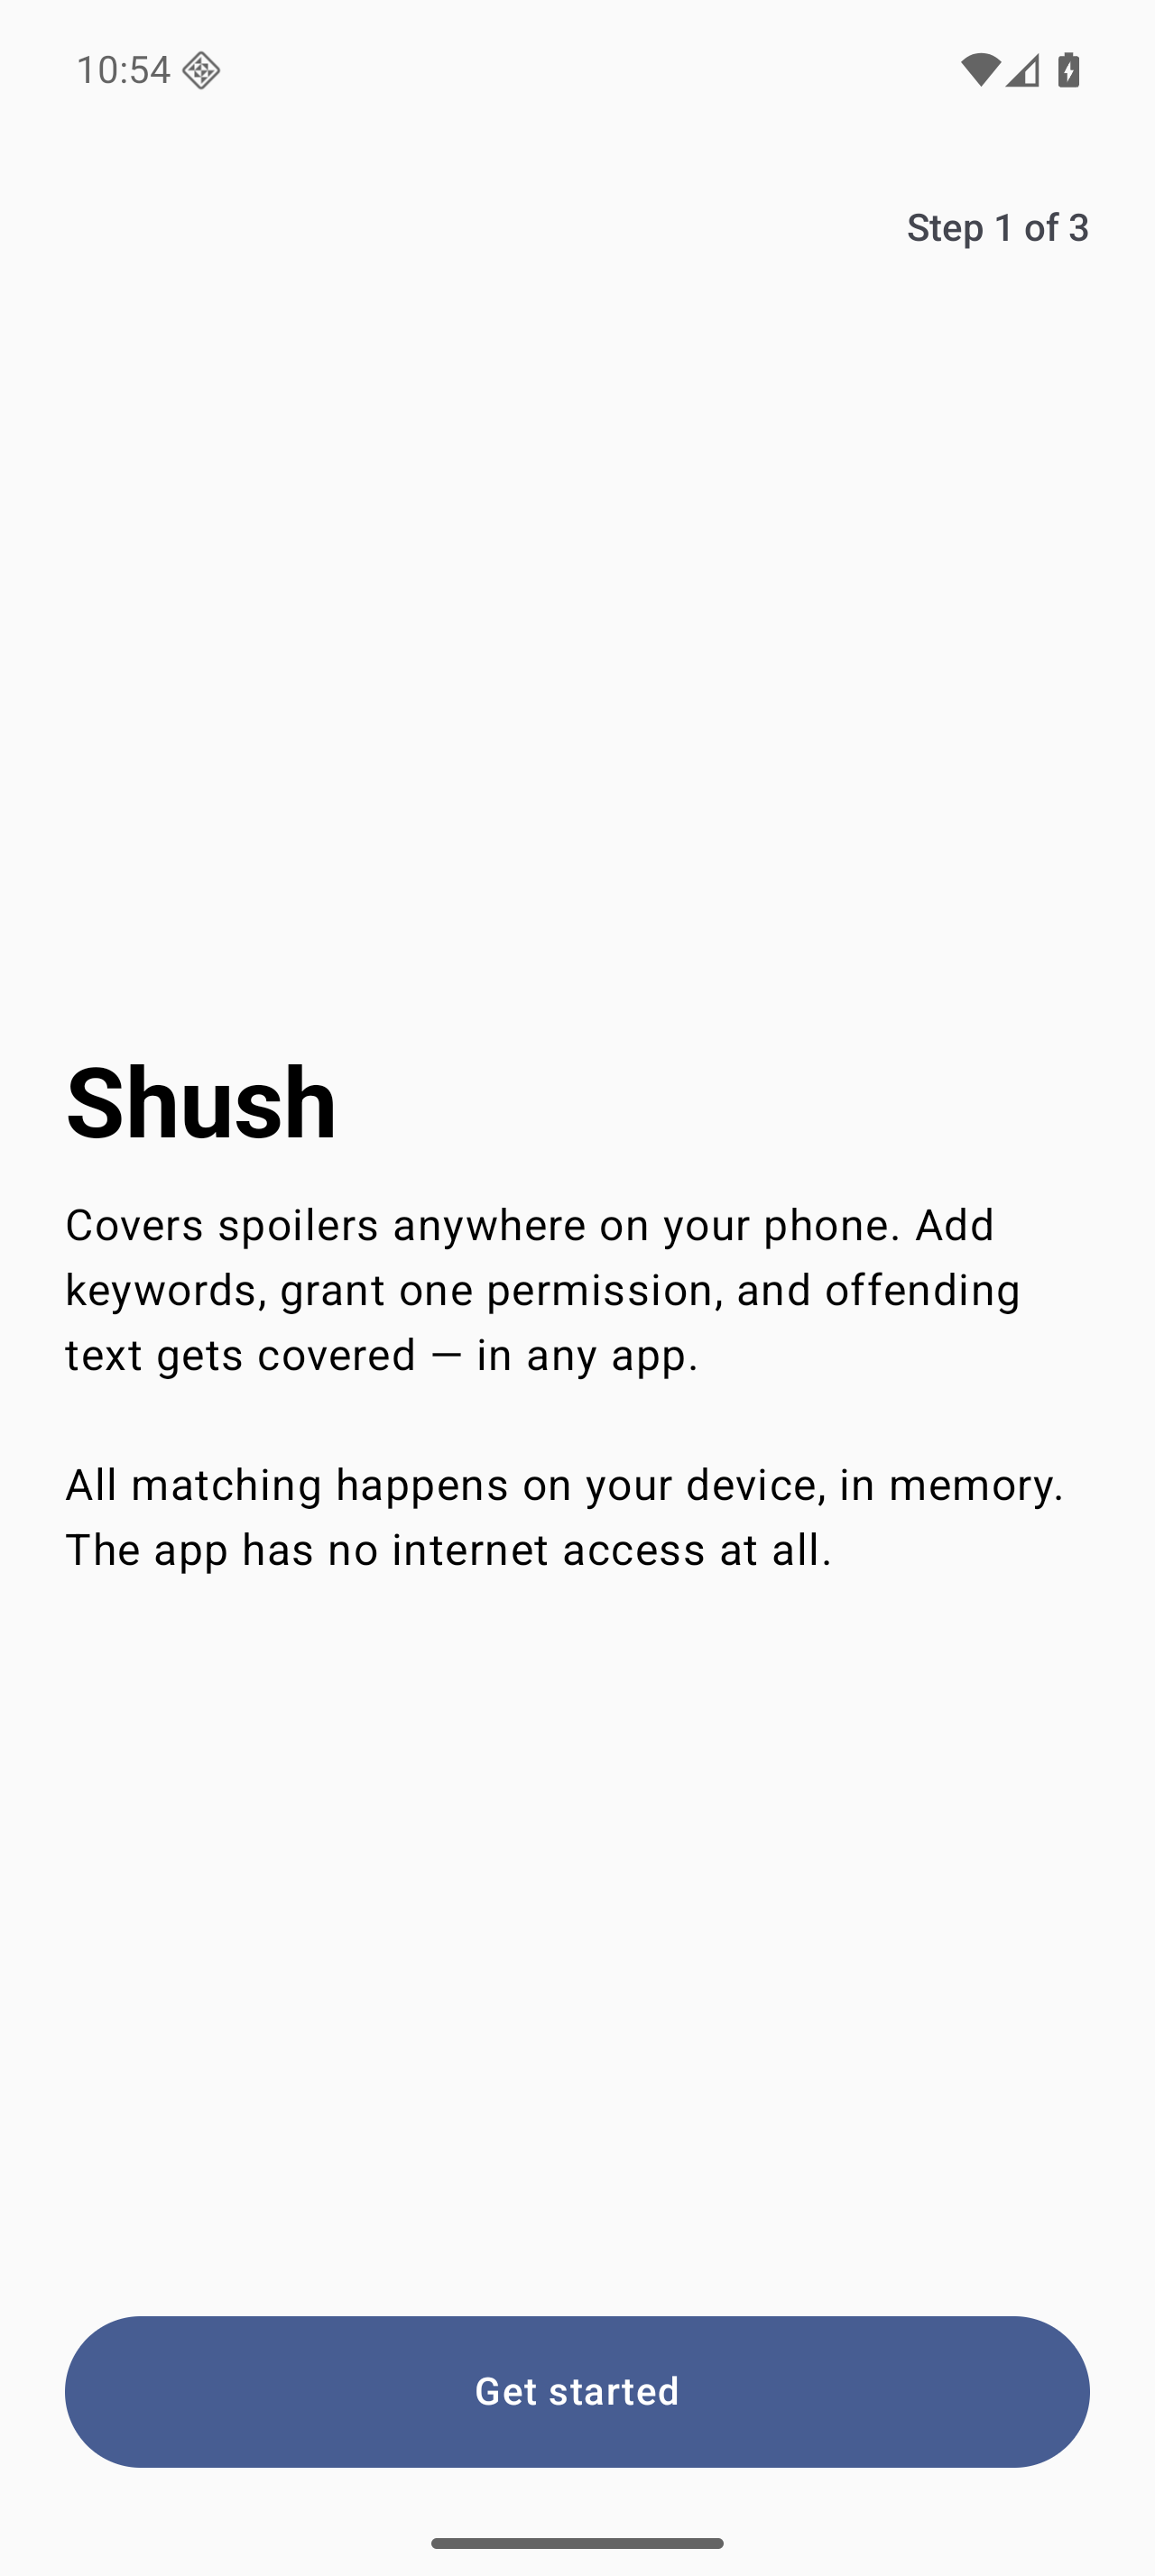 10:54
Step 1 of 3
Shush
Covers spoilers anywhere on your phone. Add
keywords, grant one permission, and offending
text gets covered — in any app.
All matching happens on your device, in memory.
The app has no internet access at all.
Get started